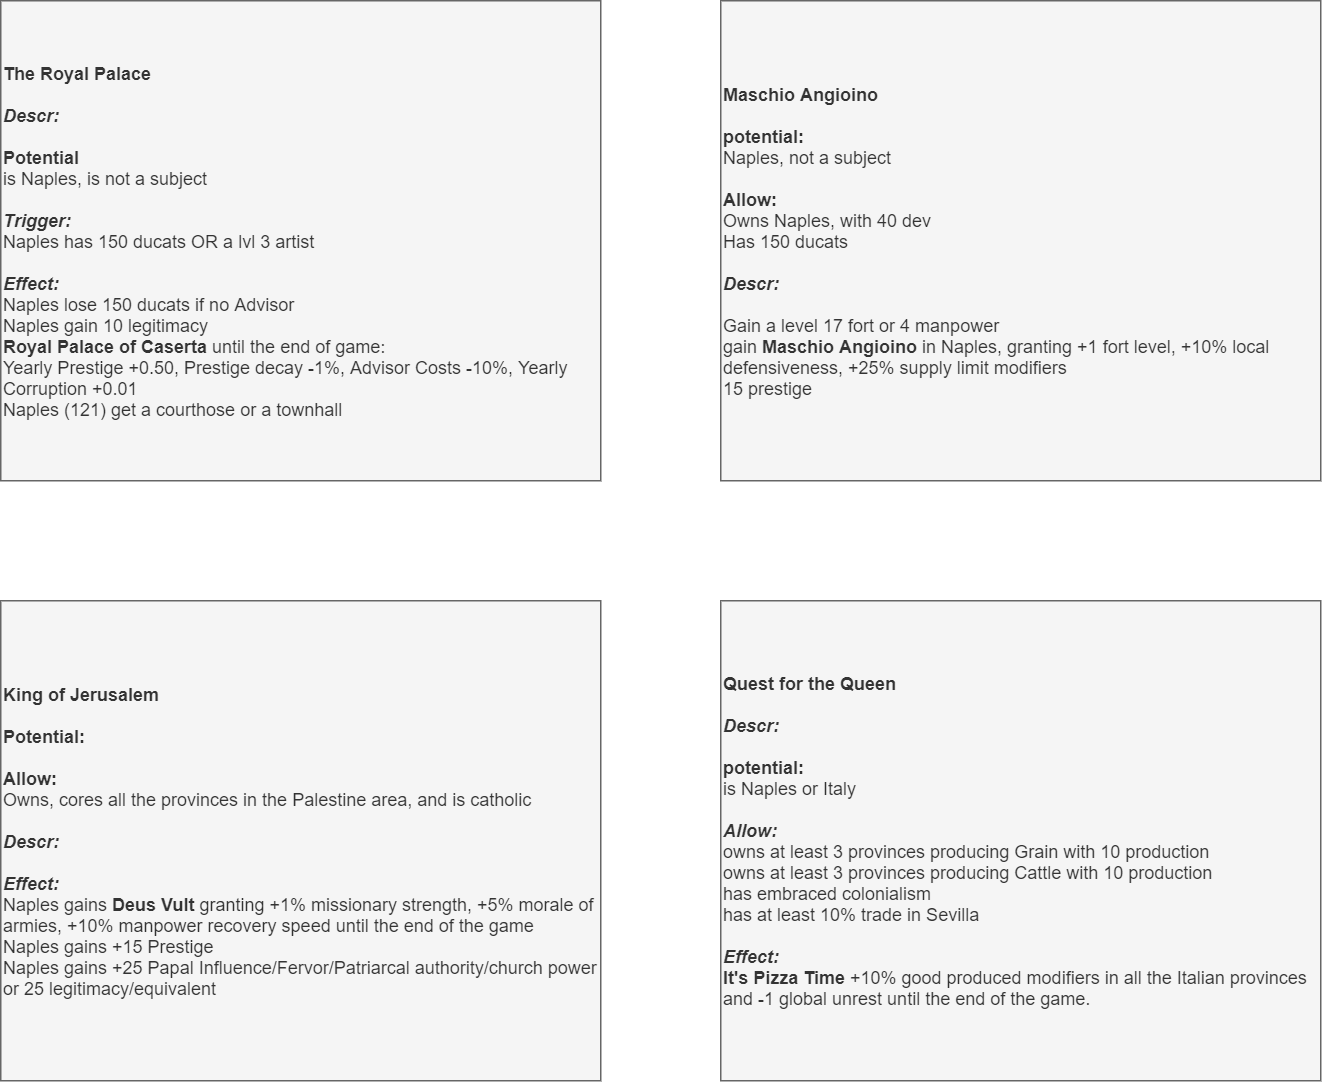 The Royal Palace
Descr:
Potential
is Naples, is not a subject
Trigger:
Naples has 150 ducats OR a lvl 3 artist
Effect:
Naples lose 150 ducats if no Advisor
Naples gain 10 legitimacy
Royal Palace of Caserta until the end of game:
Yearly Prestige +0.50, Prestige decay -1%, Advisor Costs -10%, Yearly
Corruption +0.01
Naples (121) get a courthose or a townhall
Maschio Angioino
potential:
Naples, not a subject
Allow:
Owns Naples, with 40 dev
Has 150 ducats
Descr:
Gain a level 17 fort or 4 manpower
gain Maschio Angioino in Naples, granting +1 fort level, +10% local
defensiveness, +25% supply limit modifiers
15 prestige
King of Jerusalem
Potential:
Allow:
Owns, cores all the provinces in the Palestine area, and is catholic
Descr:
Effect:
Naples gains Deus Vult granting +1% missionary strength, +5% morale of
armies, +10% manpower recovery speed until the end of the game
Naples gains +15 Prestige
Naples gains +25 Papal Influence/Fervor/Patriarcal authority/church power
or 25 legitimacy/equivalent
Quest for the Queen
Descr:
potential:
is Naples or Italy
Allow:
owns at least 3 provinces producing Grain with 10 production
owns at least 3 provinces producing Cattle with 10 production
has embraced colonialism
has at least 10% trade in Sevilla
Effect:
It's Pizza Time +10% good produced modifiers in all the Italian provinces
and -1 global unrest until the end of the game.